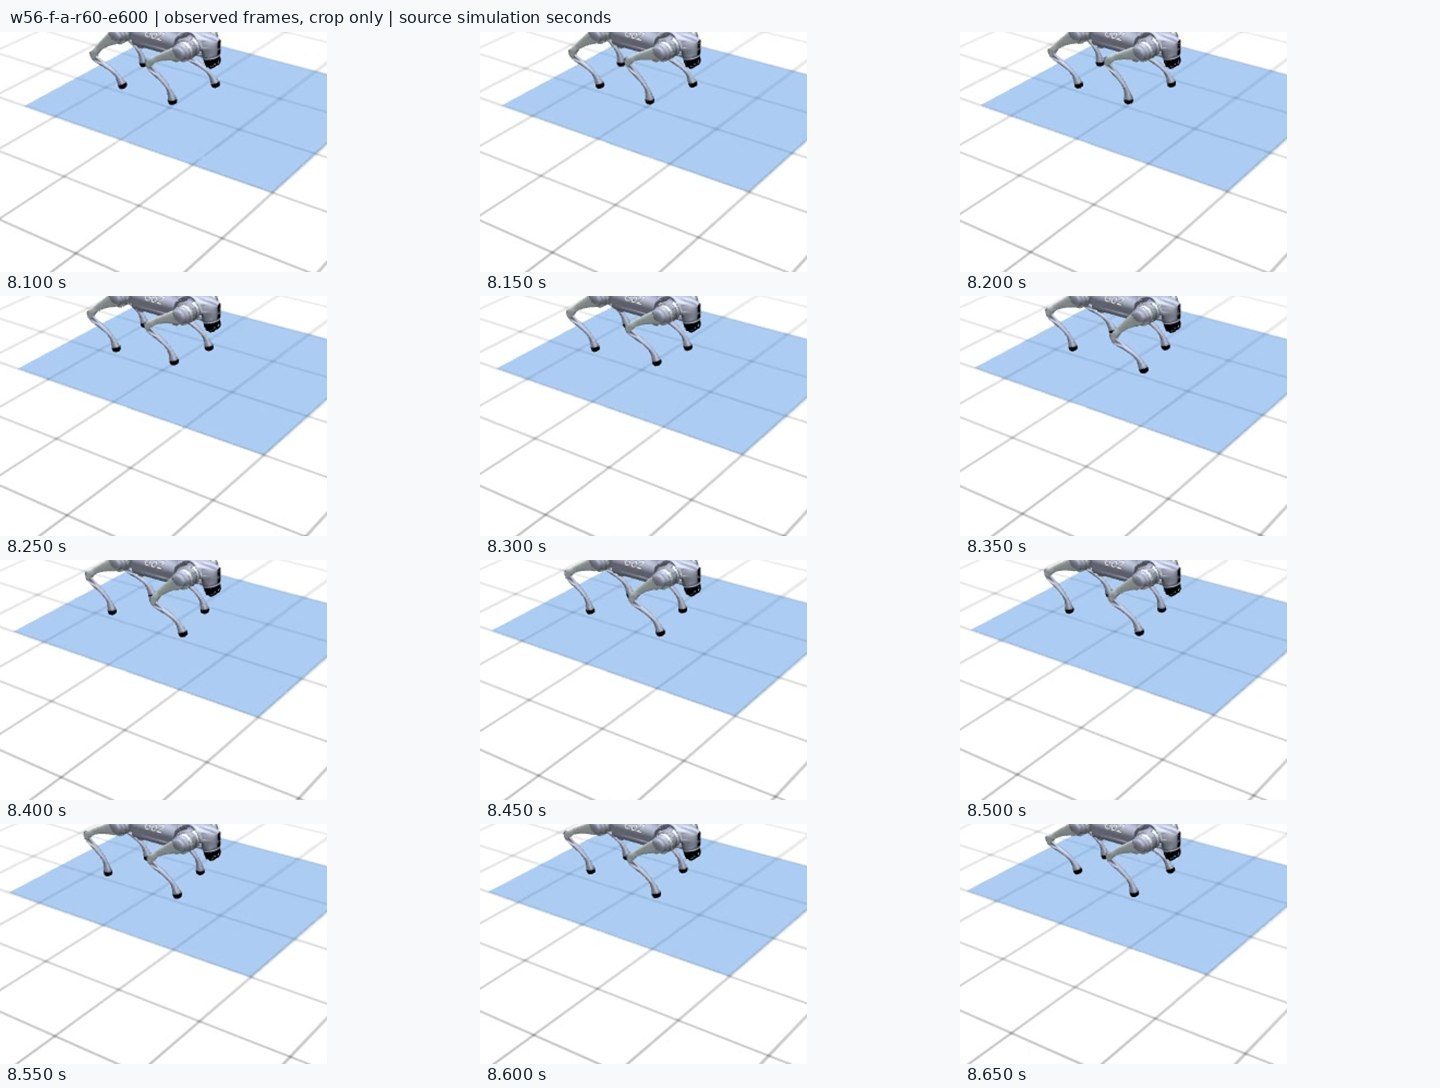 w56-f-a-r60-e600 | observed frames, crop only | source simulation seconds
8.100 s
8.150 s
8.200 s
8.250 s
8.300 s
8.350 s
8.400 s
8.450 s
8.500 s
8.550 s
8.600 s
8.650 s